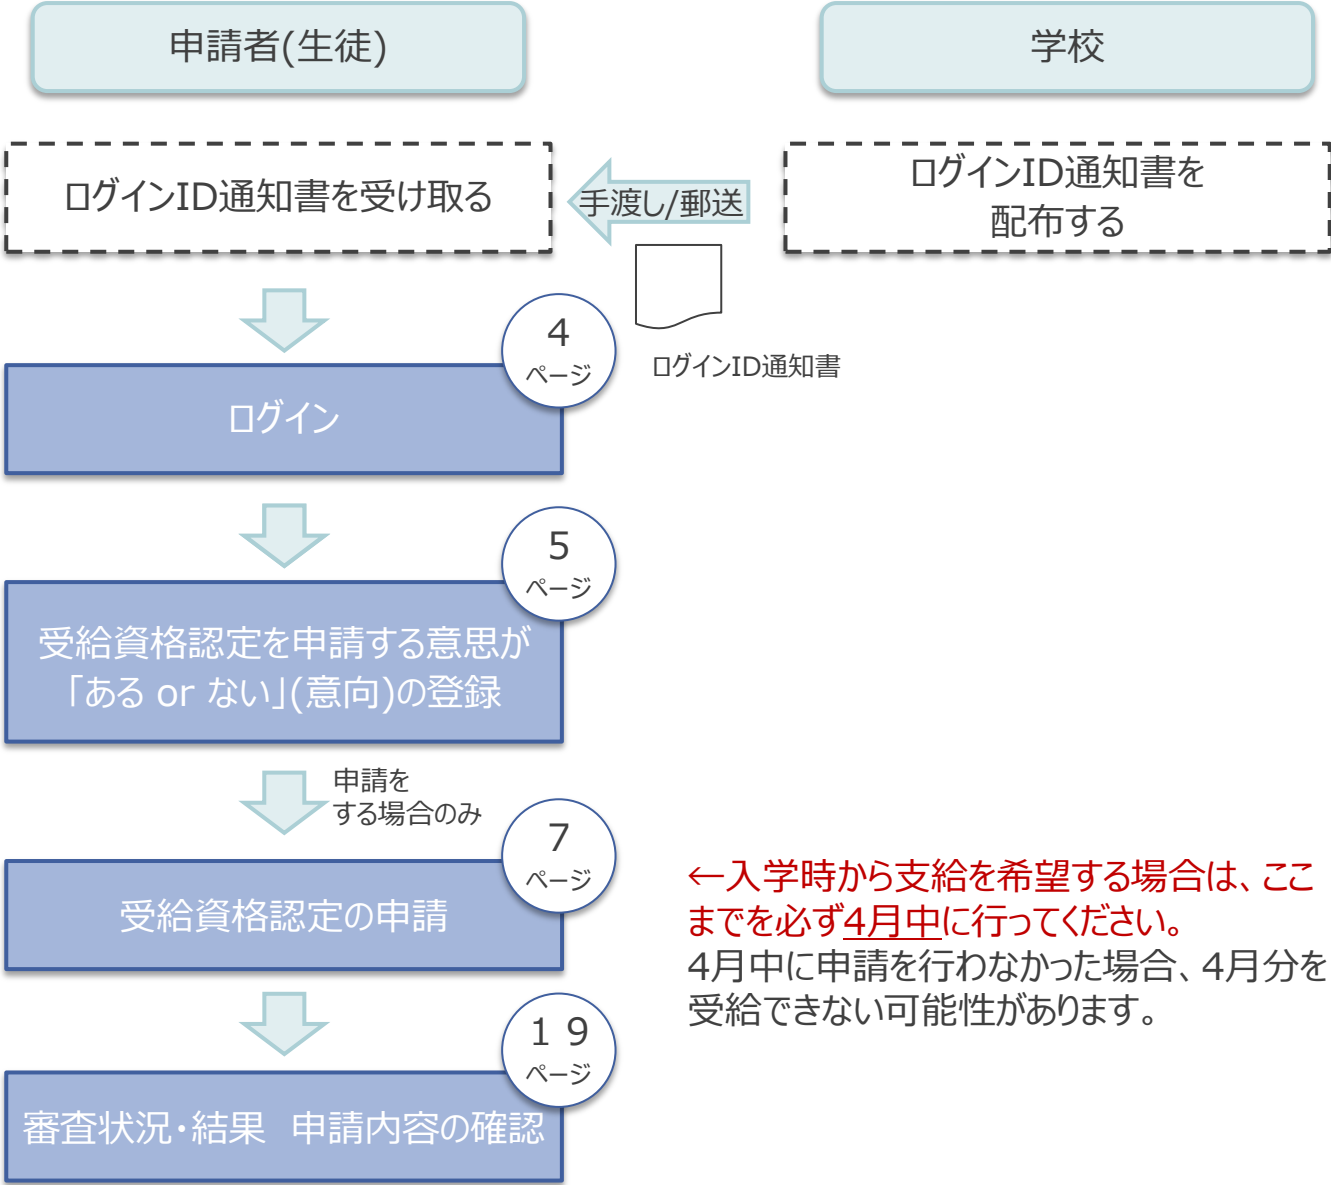 申請者(生徒)
学校
ログインID通知書を受け取る
手渡し/郵送
ログインID通知書を
配布する
ログインID通知書
4
ページ
ログイン
5
ページ
受給資格認定を申請する意思が
「ある or ない」(意向)の登録
申請を
する場合のみ
7
ページ
受給資格認定の申請
←入学時から支給を希望する場合は、ここ
までを必ず4月中に行ってください。
4月中に申請を行わなかった場合、4月分を
受給できない可能性があります。
19
ページ
審査状況・結果　申請内容の確認